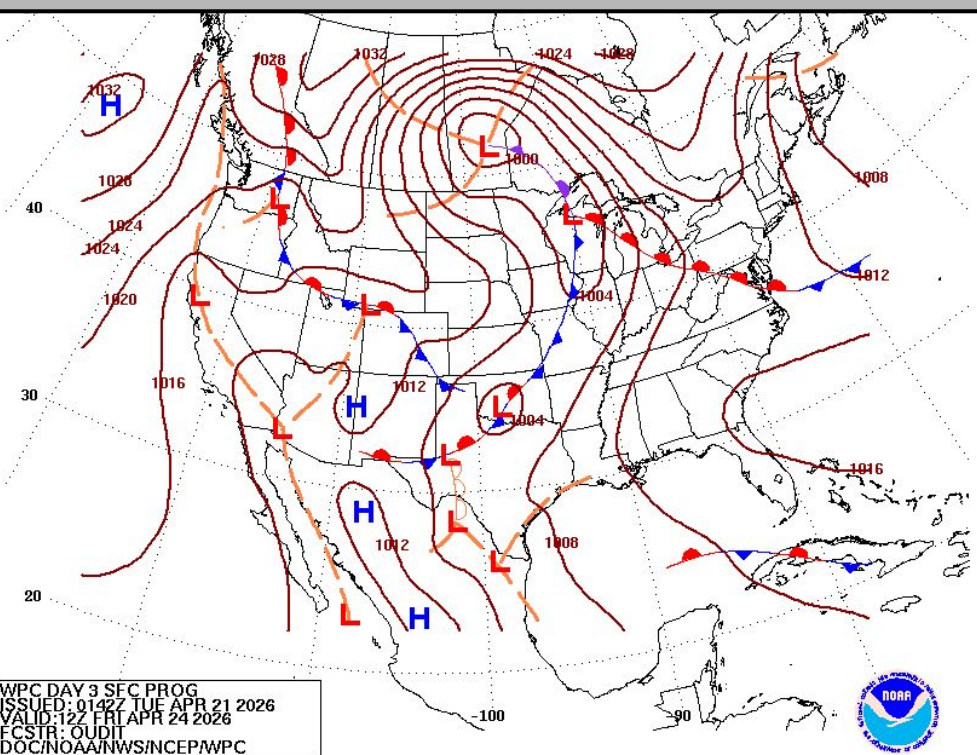 1028
1032
1024
1028
1032
H
L
1000
1008
1028
40
L
L
1024
1024
1012
L
1004
1020
L
1016
1012
30
H
L
1004
L
L
1016
H
L
1012
1008
L
20
L
H
WPC DAY 3 SFC PROG
ISSUED: 0142Z TUE APR 21 2026
VALID: 12Z FRI APR 24 2026
FCSTR: OUDIT
DOC/NOAA/NWS/NCEP/WPC
-100
-90
NOAA